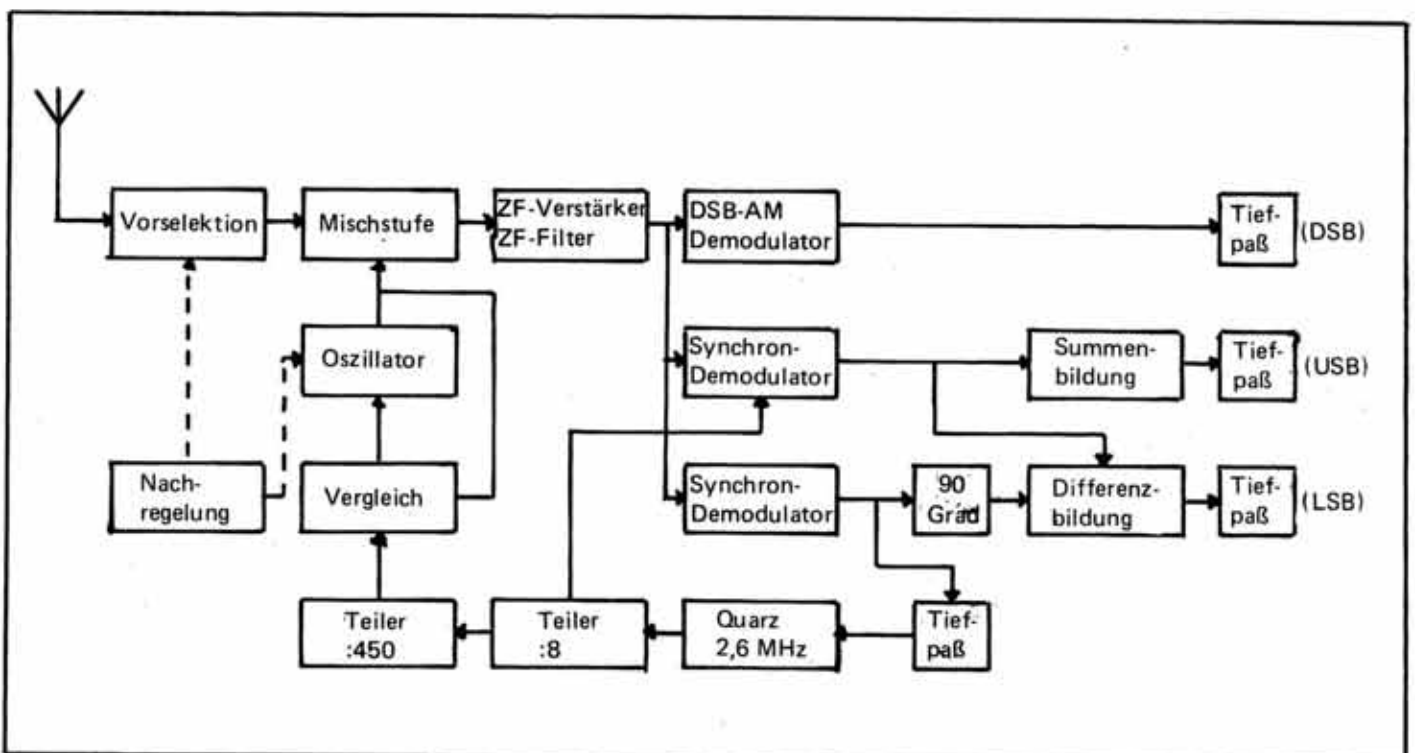 Vorselektion
Mischstufe
ZF-Verstärker
ZF-Filter
DSB-AM
Demodulator
Tief-
paß
(DSB)
Oszillator
Synchron-
Demodulator
Summen-
bildung
Tief-
paß
(USB)
Nach-
regelung
Vergleich
Synchron-
Demodulator
90
Grad
Differenz-
bildung
Tief-
paß
(LSB)
Teiler
:450
Teiler
:8
Quarz
2,6 MHz
Tief-
paß